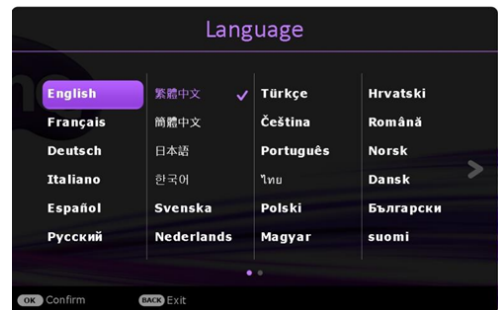 Language
English
Français
Deutsch
Italiano
Español
Русский
繁體中文
簡體中文
日本語
한국어
Svenska
Nederlands
Türkçe
Čeština
Português
ไทย
Polski
Magyar
Hrvatski
Română
Norsk
Dansk
Български
suomi
OK Confirm
BACK Exit